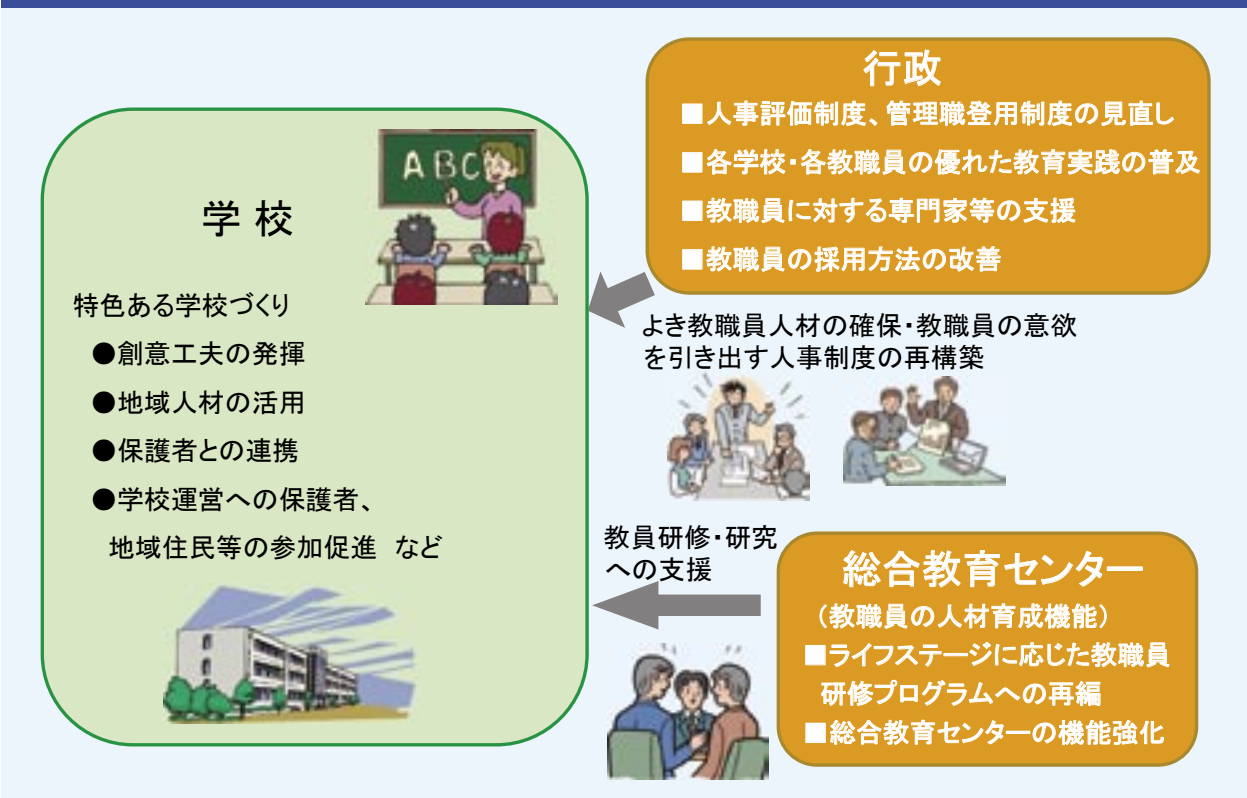 学校
ABC
特色ある学校づくり
●創意工夫の発揮
●地域人材の活用
●保護者との連携
●学校運営への保護者、
地域住民等の参加促進　など
行政
■人事評価制度、管理職登用制度の見直し
■各学校・各教職員の優れた教育実践の普及
■教職員に対する専門家等の支援
■教職員の採用方法の改善
よき教職員人材の確保・教職員の意欲
を引き出す人事制度の再構築
教員研修・研究
への支援
総合教育センター
（教職員の人材育成機能）
■ライフステージに応じた教職員
研修プログラムへの再編
■総合教育センターの機能強化